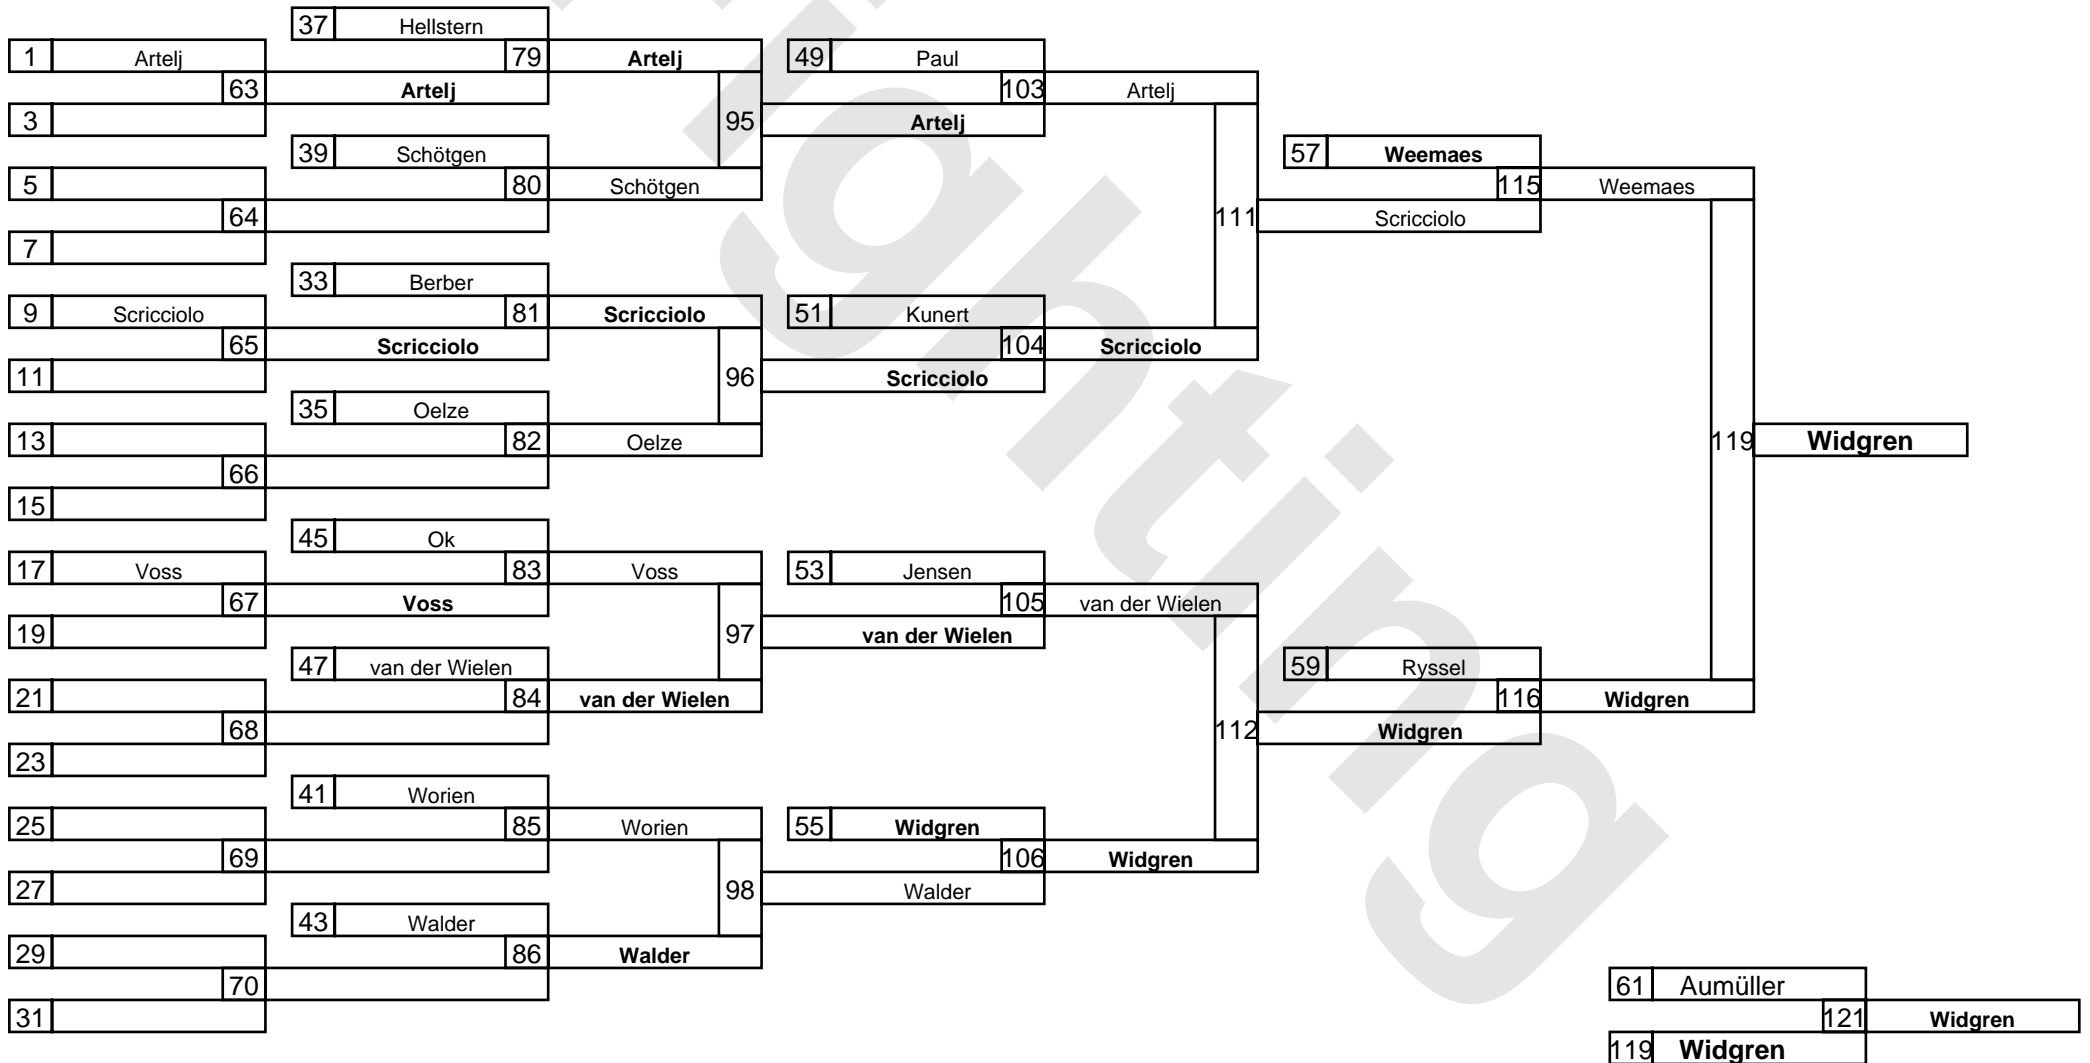 37 Hellstern
1 Artelj 79 Artelj 49 Paul
63 Artelj 103 Artelj
3 95 Artelj
39 Schötgen 57 Weemaes
5 80 Schötgen 115 Weemaes
64 111 Scricciolo
7
33 Berber
9 Scricciolo 81 Scricciolo 51 Kunert
65 Scricciolo 104 Scricciolo
11 96 Scricciolo
35 Oelze
13 82 Oelze 119 Widgren
66
15
45 Ok
17 Voss 83 Voss 53 Jensen
67 Voss 105 van der Wielen
19 97 van der Wielen
47 van der Wielen 59 Ryssel
21 84 van der Wielen 116 Widgren
68 112 Widgren
23
41 Worien
25 85 Worien 55 Widgren
69 106 Widgren
27 98 Walder
43 Walder
29 86 Walder
70 61 Aumüller
31 121 Widgren
119 Widgren
ighting